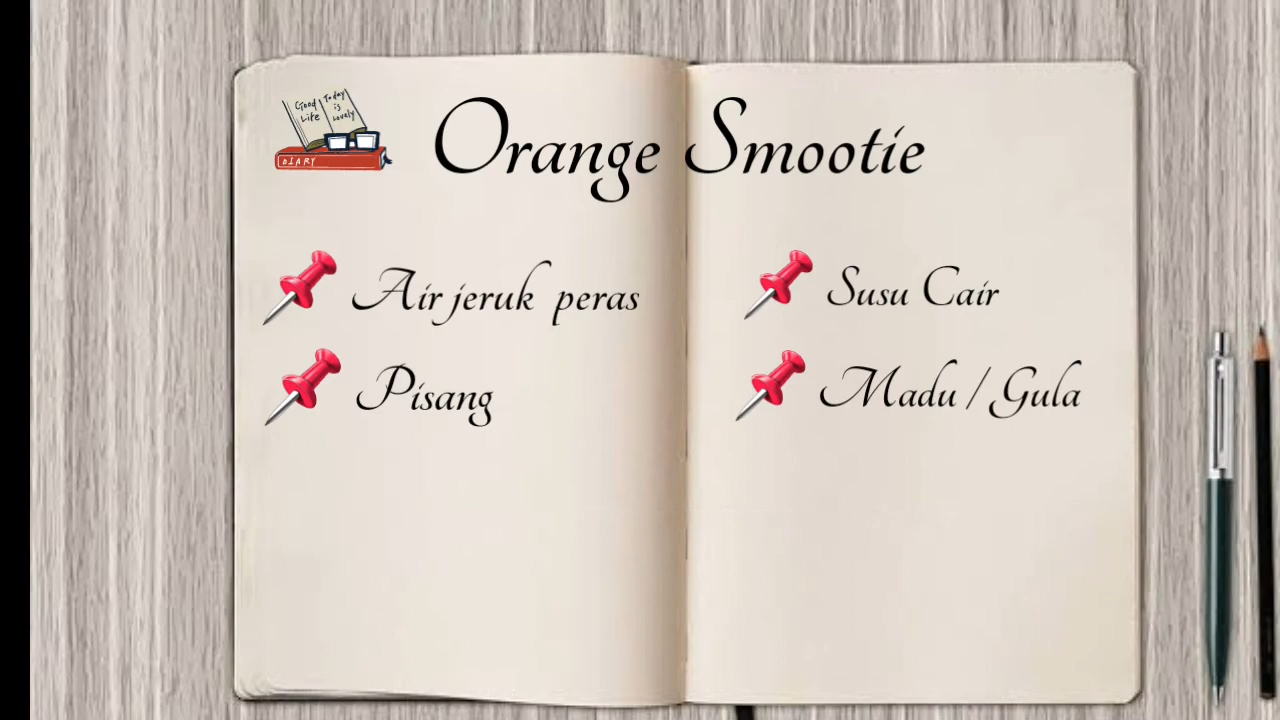 Good Life
Today is Lovely
DIARY
Orange Smootie
Air jeruk peras
Pisang
Susu Cair
Madu / Gula